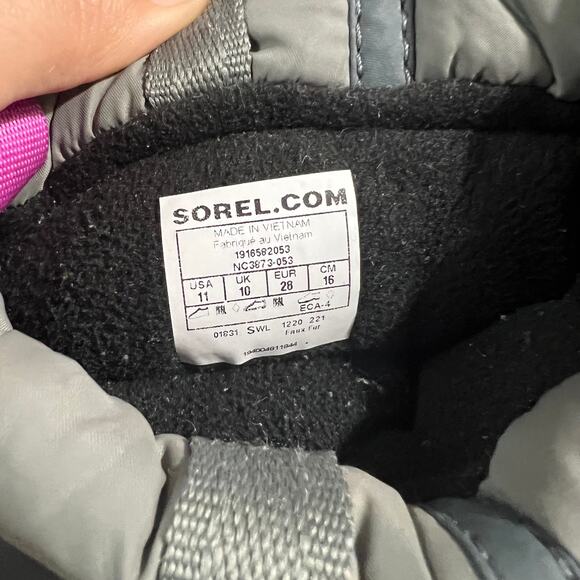 SOREL.COM
MADE IN VIETNAM
Fabriqué au Vietnam
1916582053
NC3873-053
USA UK EUR CM
11 10 28 16
ECA-4
01831 SWL 1220 221
Faux Fur